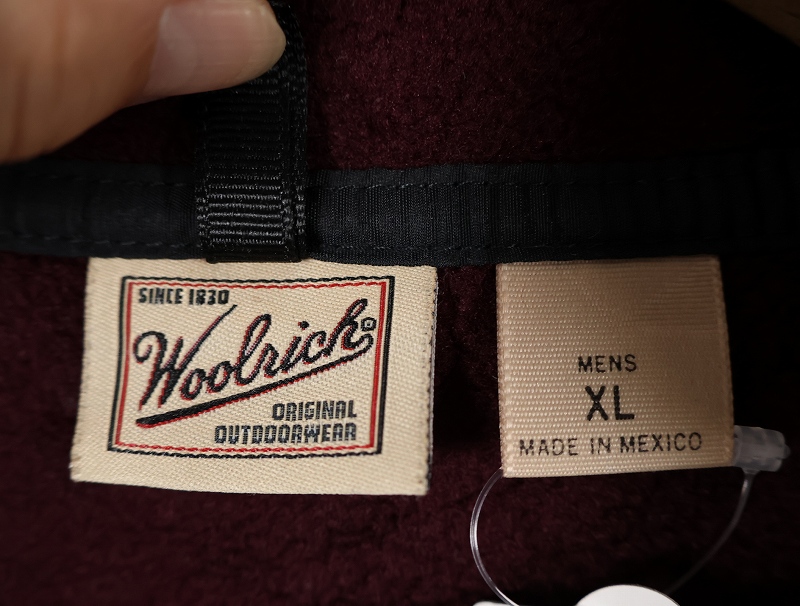 SINCE 1830
Woolrich®
ORIGINAL
OUTDOORWEAR
MENS
XL
MADE IN MEXICO